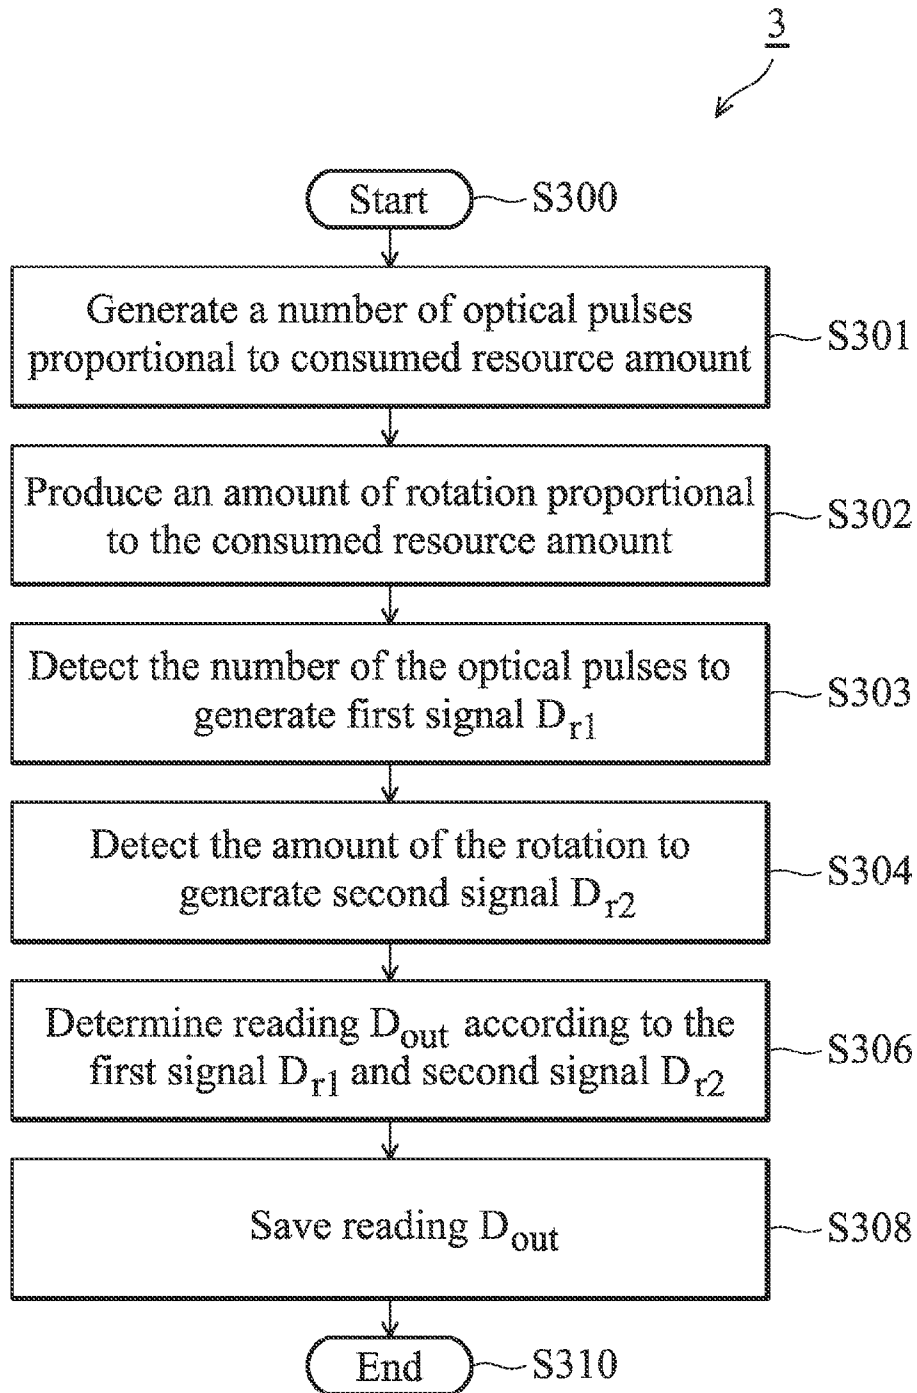 3
Start
S300
Generate a number of optical pulses
proportional to consumed resource amount
S301
Produce an amount of rotation proportional
to the consumed resource amount
S302
Detect the number of the optical pulses to
generate first signal Dr1
S303
Detect the amount of the rotation to
generate second signal Dr2
S304
Determine reading Dout according to the
first signal Dr1 and second signal Dr2
S306
Save reading Dout
S308
End
S310